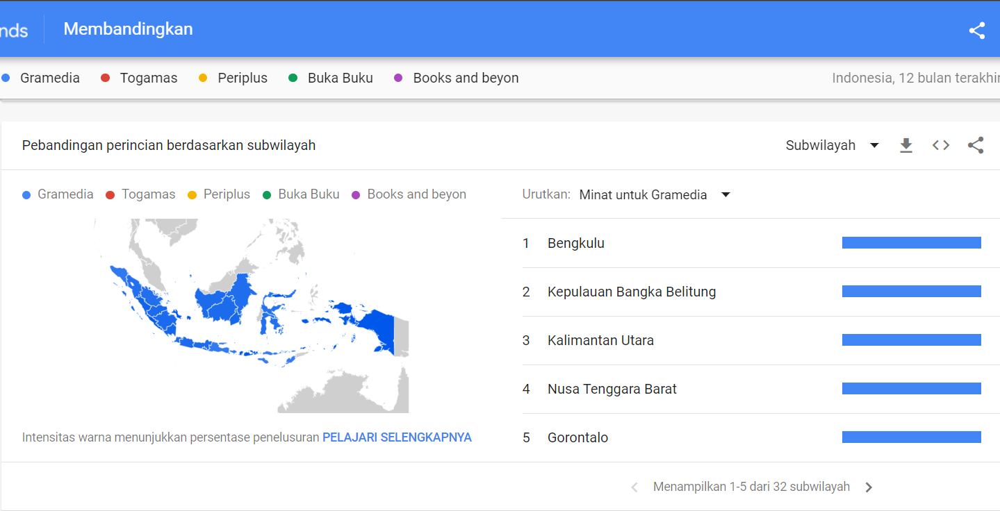 nds Membandingkan
Gramedia Togamas Periplus Buka Buku Books and beyon Indonesia, 12 bulan terakhir
Pebandingan perincian berdasarkan subwilayah Subwilayah
Gramedia Togamas Periplus Buka Buku Books and beyon
Urutkan: Minat untuk Gramedia
1 Bengkulu
2 Kepulauan Bangka Belitung
3 Kalimantan Utara
4 Nusa Tenggara Barat
5 Gorontalo
Intensitas warna menunjukkan persentase penelusuran PELAJARI SELENGKAPNYA
Menampilkan 1-5 dari 32 subwilayah